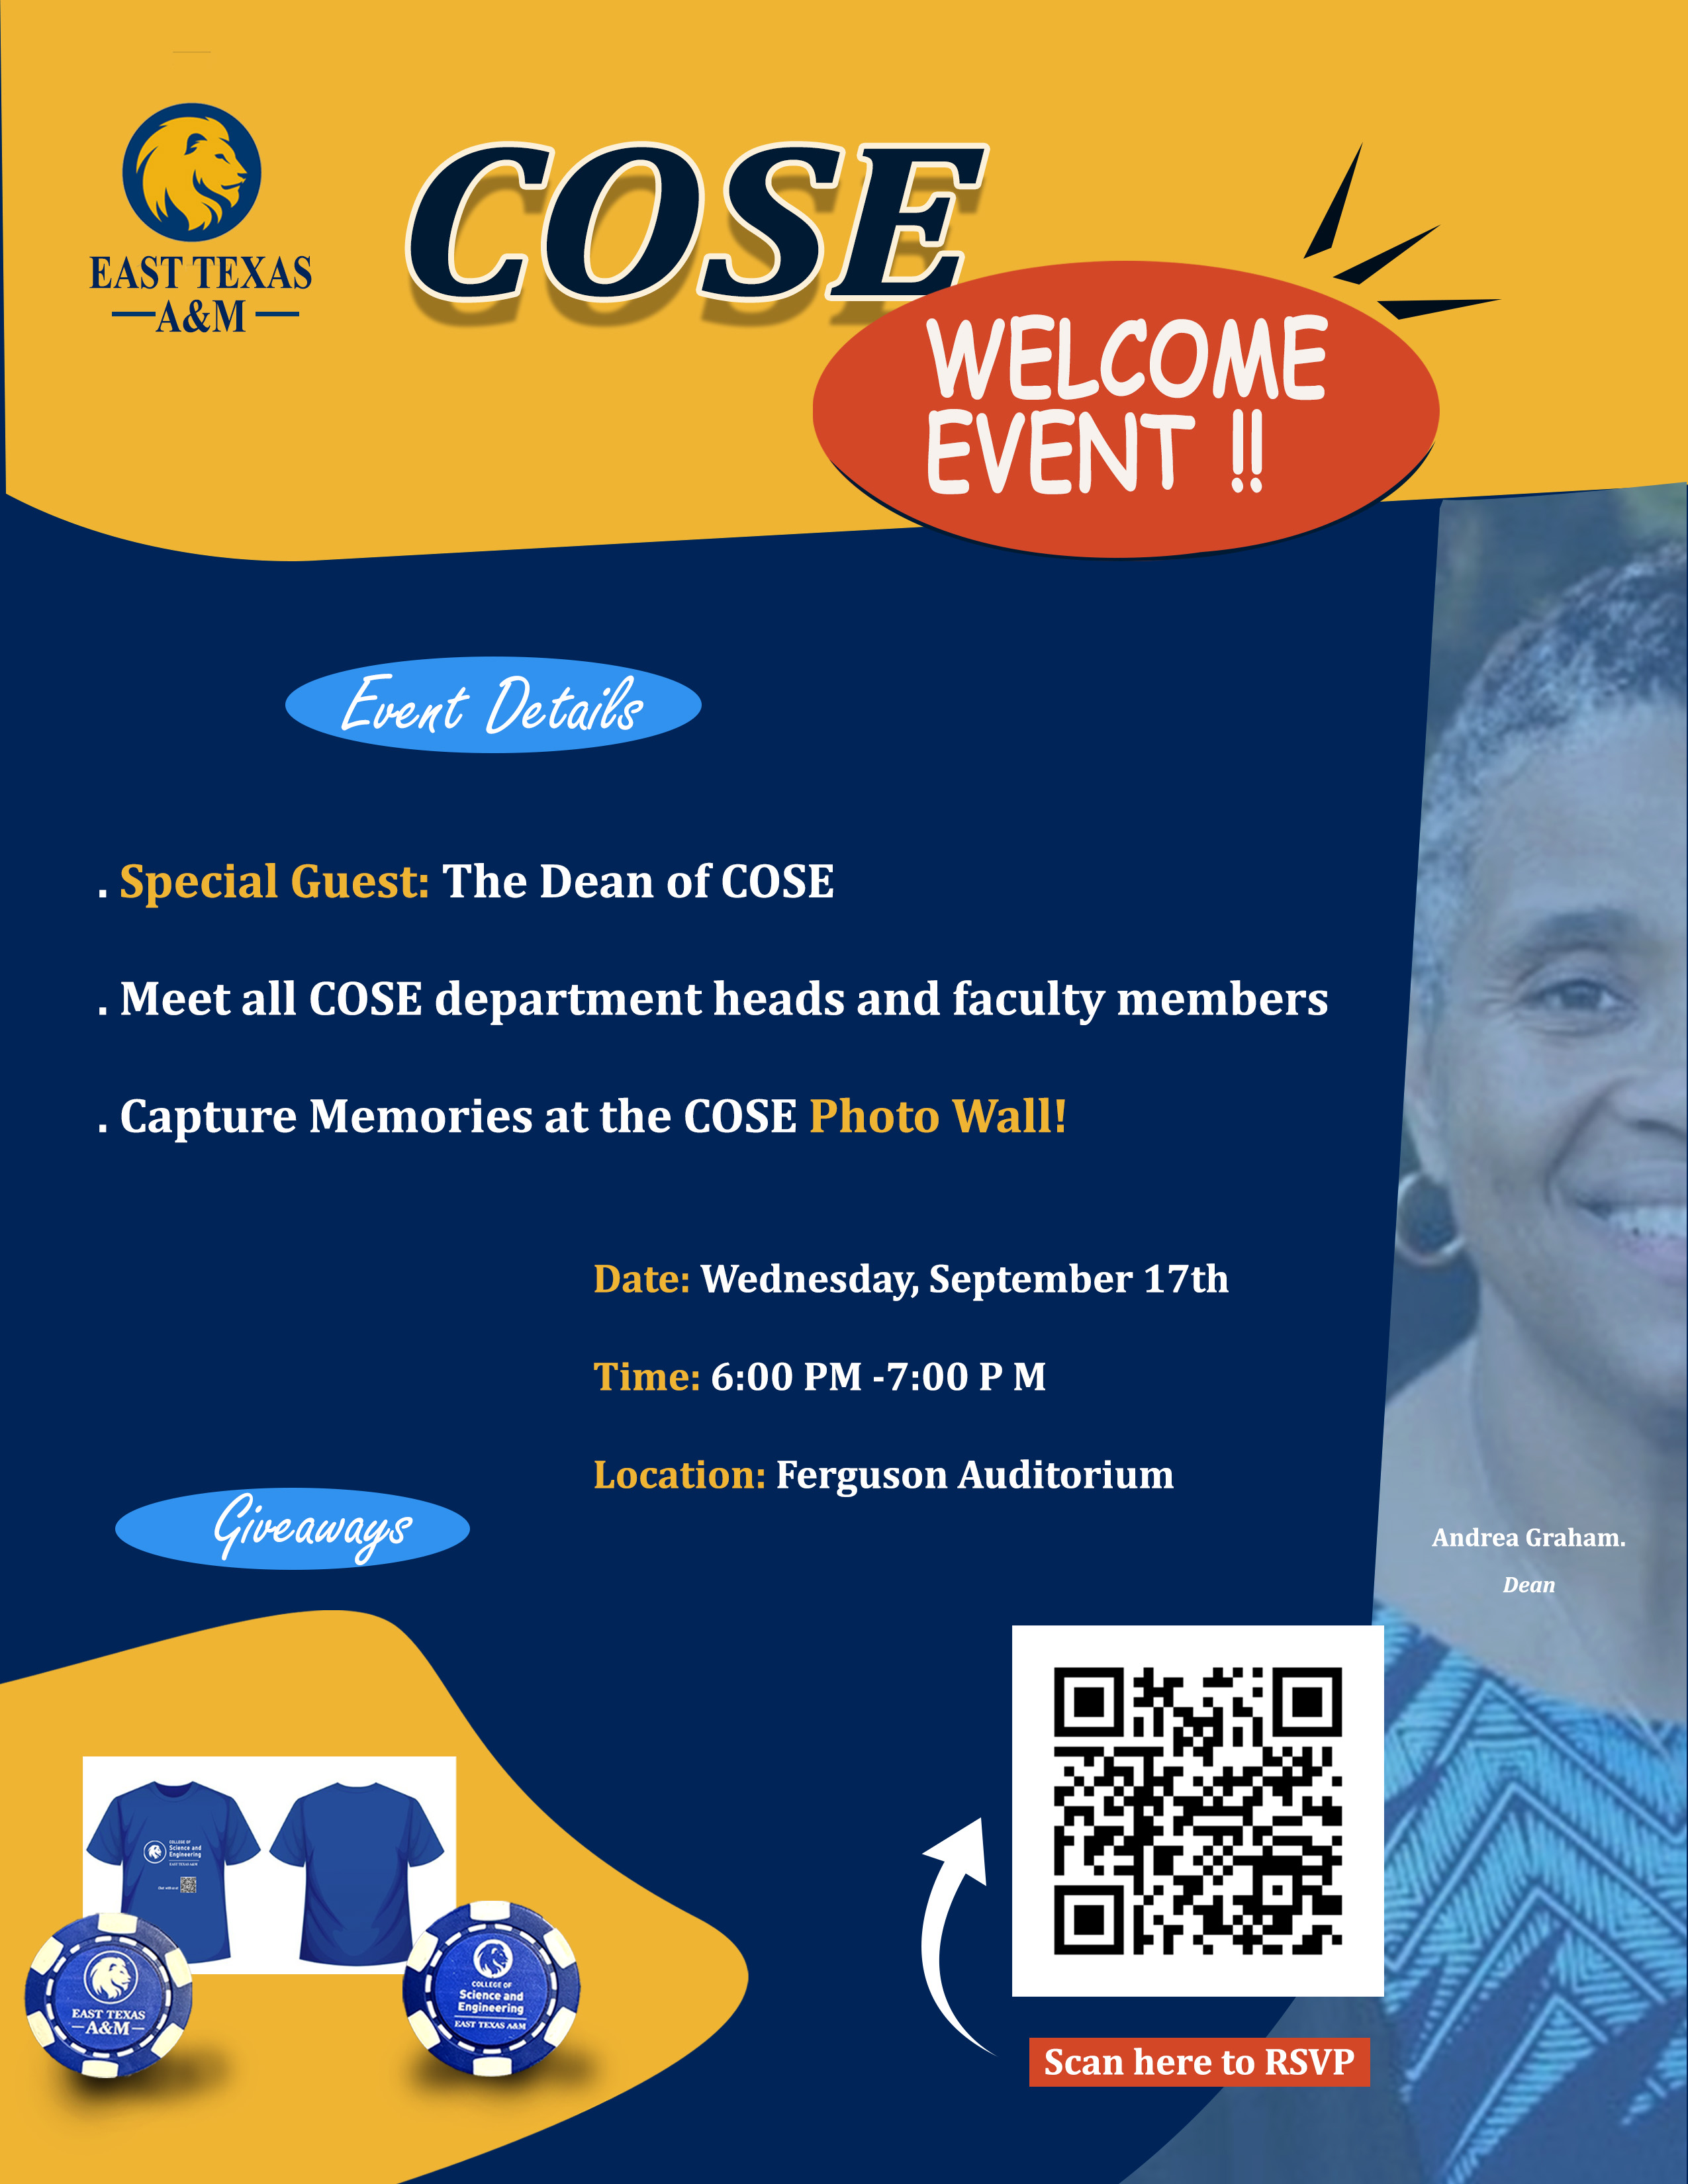 EAST TEXAS
A&M
COSE
WELCOME
EVENT !!
Event Details
. Special Guest: The Dean of COSE
. Meet all COSE department heads and faculty members
. Capture Memories at the COSE Photo Wall!
Date: Wednesday, September 17th
Time: 6:00 PM -7:00 P M
Location: Ferguson Auditorium
Giveaways
Andrea Graham.
Dean
COLLEGE OF
Science and
Engineering
EAST TEXAS A&M
EAST TEXAS
A&M
COLLEGE OF
Science and
Engineering
EAST TEXAS A&M
Scan here to RSVP